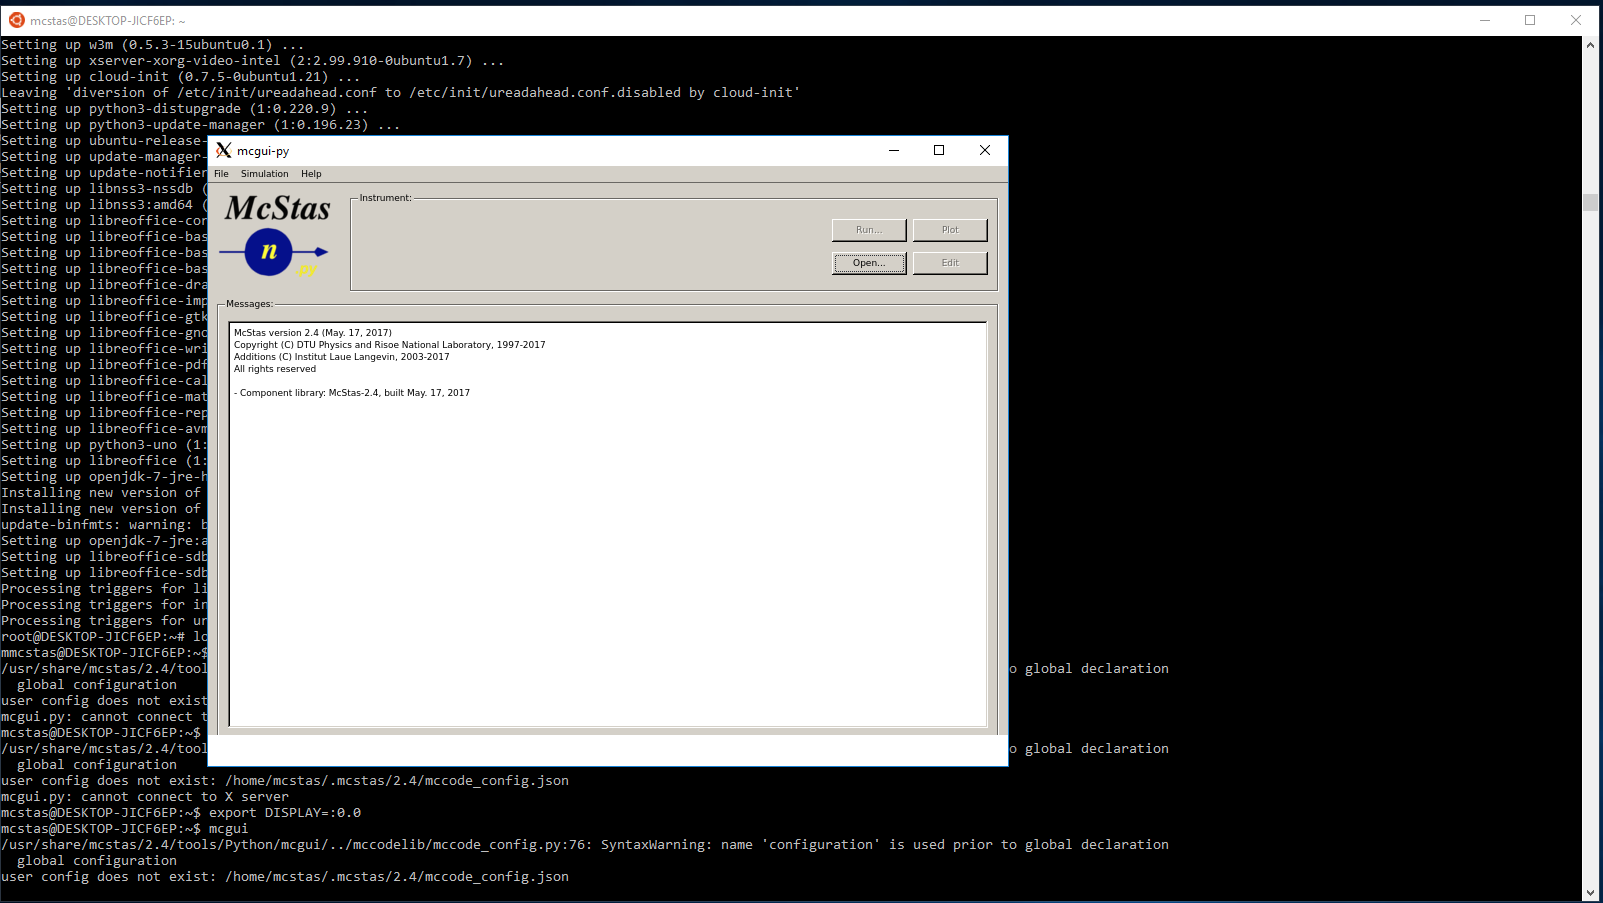 mcstas@DESKTOP-JICF6EP: ~
Setting up w3m (0.5.3-15ubuntu0.1) ...
Setting up xserver-xorg-video-intel (2:2.99.910-0ubuntu1.7) ...
Setting up cloud-init (0.7.5-0ubuntu1.21) ...
Leaving 'diversion of /etc/init/ureadahead.conf to /etc/init/ureadahead.conf.disabled by cloud-init'
Setting up python3-distupgrade (1:0.220.9) ...
Setting up python3-update-manager (1:0.196.23) ...
Setting up ubuntu-release-
Setting up update-manager-
Setting up update-notifier
Setting up libnss3-nssdb (
Setting up libnss3:amd64 (
Setting up libreoffice-cor
Setting up libreoffice-bas
Setting up libreoffice-bas
Setting up libreoffice-bas
Setting up libreoffice-dra
Setting up libreoffice-imp
Setting up libreoffice-gtk
Setting up libreoffice-gno
Setting up libreoffice-wri
Setting up libreoffice-pdf
Setting up libreoffice-cal
Setting up libreoffice-mat
Setting up libreoffice-rep
Setting up libreoffice-avm
Setting up python3-uno (1:
Setting up libreoffice (1:
Setting up openjdk-7-jre-h
Installing new version of
Installing new version of
update-binfmts: warning: b
Setting up openjdk-7-jre:a
Setting up libreoffice-sdb
Setting up libreoffice-sdb
Processing triggers for li
Processing triggers for in
Processing triggers for ur
root@DESKTOP-JICF6EP:~# lo
mmcstas@DESKTOP-JICF6EP:~$
/usr/share/mcstas/2.4/tool o global declaration
global configuration
user config does not exist
mcgui.py: cannot connect t
mcstas@DESKTOP-JICF6EP:~$
/usr/share/mcstas/2.4/tool o global declaration
global configuration
user config does not exist: /home/mcstas/.mcstas/2.4/mccode_config.json
mcgui.py: cannot connect to X server
mcstas@DESKTOP-JICF6EP:~$ export DISPLAY=:0.0
mcstas@DESKTOP-JICF6EP:~$ mcgui
/usr/share/mcstas/2.4/tools/Python/mcgui/../mccodelib/mccode_config.py:76: SyntaxWarning: name 'configuration' is used prior to global declaration
global configuration
user config does not exist: /home/mcstas/.mcstas/2.4/mccode_config.json
mcgui-py
File Simulation Help
McStas
n
.py
Instrument:
Run... Plot
Open... Edit
Messages:
McStas version 2.4 (May. 17, 2017)
Copyright (C) DTU Physics and Risoe National Laboratory, 1997-2017
Additions (C) Institut Laue Langevin, 2003-2017
All rights reserved
- Component library: McStas-2.4, built May. 17, 2017